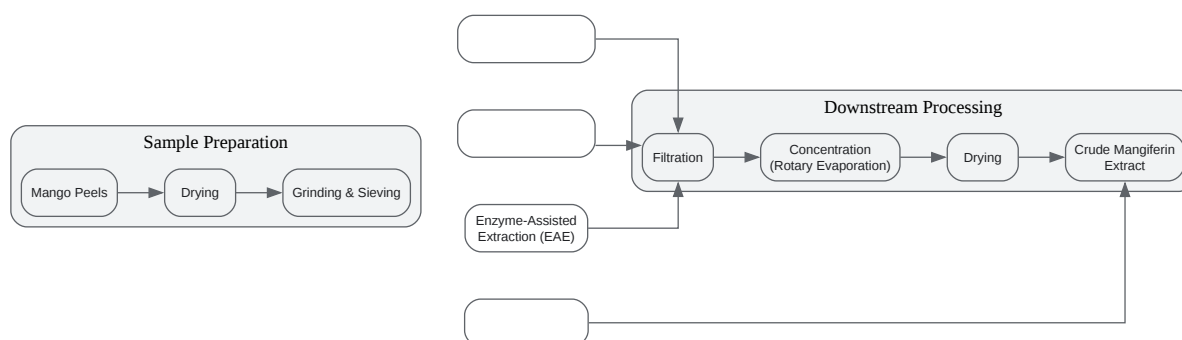 Sample Preparation
Mango Peels
Drying
Grinding & Sieving
Enzyme-Assisted
Extraction (EAE)
Downstream Processing
Filtration
Concentration
(Rotary Evaporation)
Drying
Crude Mangiferin
Extract